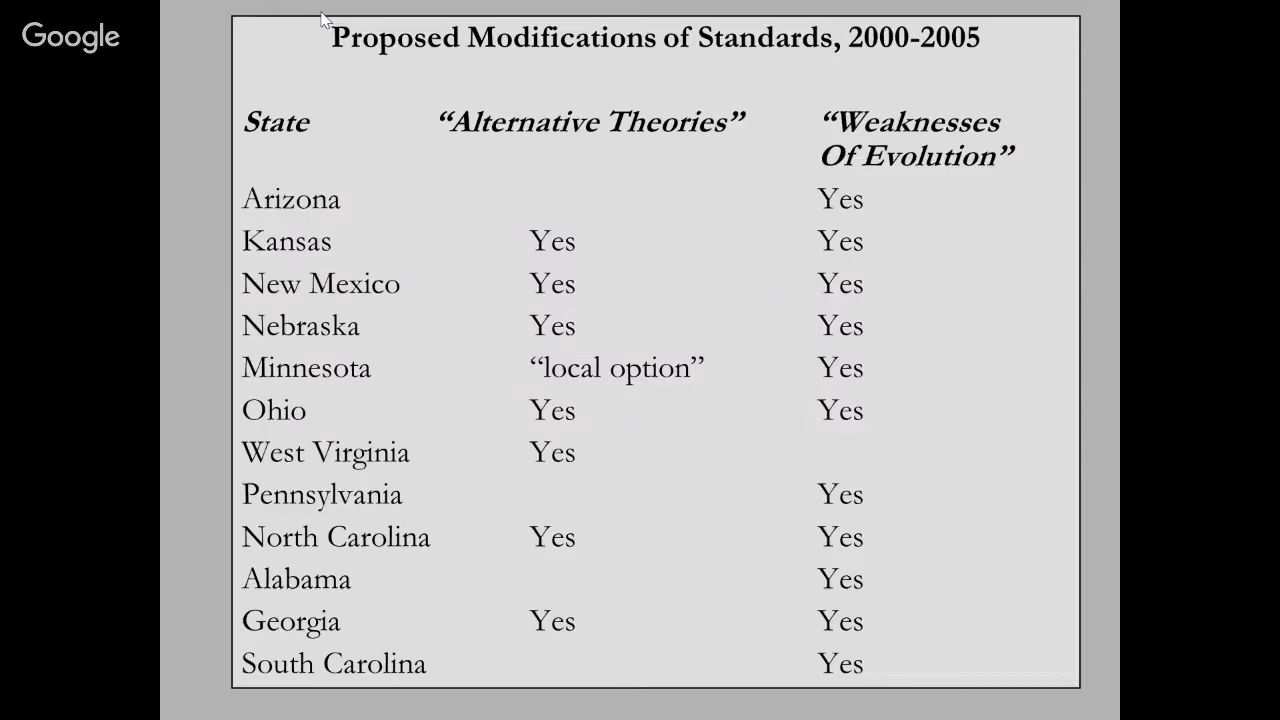 Google
Proposed Modifications of Standards, 2000-2005
State “Alternative Theories” “Weaknesses
Of Evolution”
Arizona Yes
Kansas Yes Yes
New Mexico Yes Yes
Nebraska Yes Yes
Minnesota “local option” Yes
Ohio Yes Yes
West Virginia Yes
Pennsylvania Yes
North Carolina Yes Yes
Alabama Yes
Georgia Yes Yes
South Carolina Yes